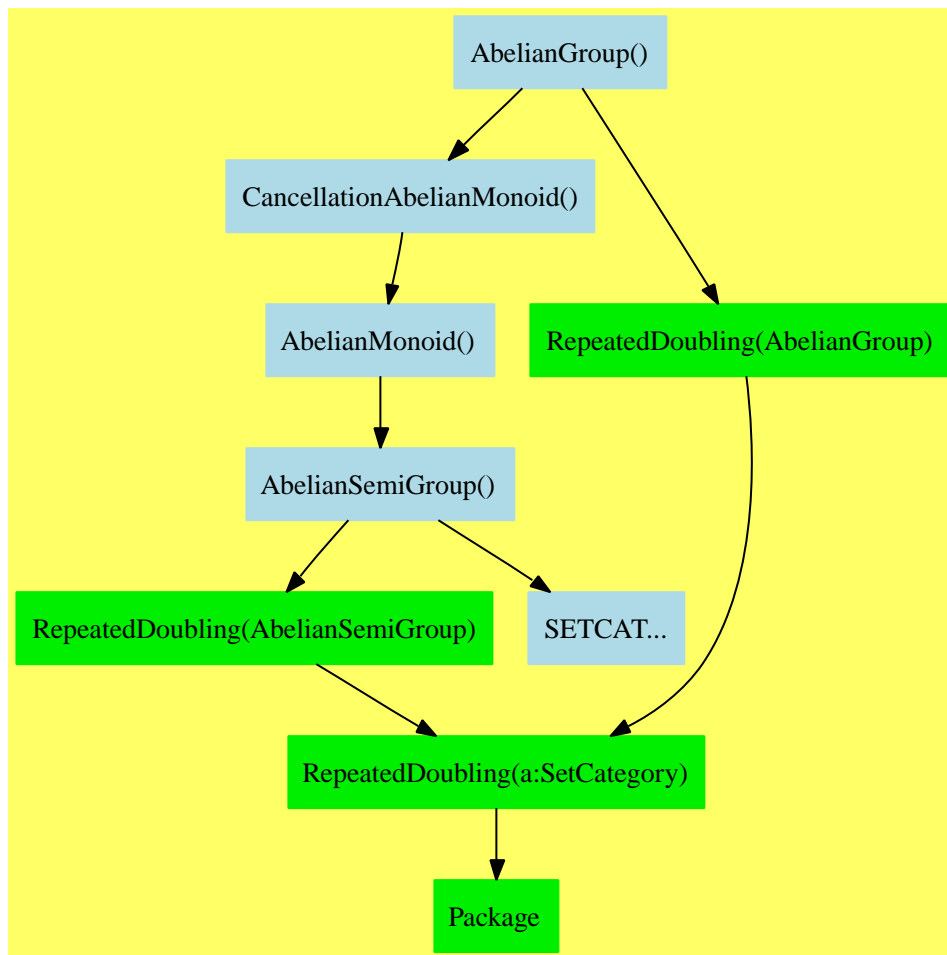 AbelianGroup()
CancellationAbelianMonoid()
AbelianMonoid()
RepeatedDoubling(AbelianGroup)
AbelianSemiGroup()
RepeatedDoubling(AbelianSemiGroup)
SETCAT...
RepeatedDoubling(a:SetCategory)
Package